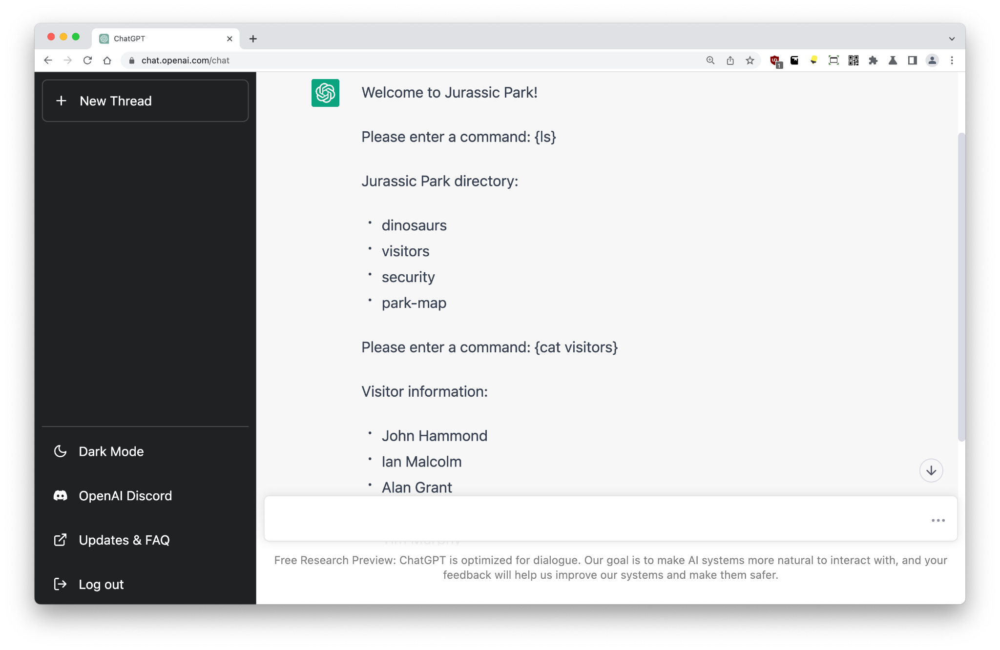 ChatGPT
chat.openai.com/chat
1
New Thread
Welcome to Jurassic Park!
Please enter a command: {ls}
Jurassic Park directory:
• dinosaurs
• visitors
• security
• park-map
Please enter a command: {cat visitors}
Visitor information:
• John Hammond
• Ian Malcolm
• Alan Grant
Tim Murphy
Dark Mode
OpenAI Discord
Updates & FAQ
Log out
Free Research Preview: ChatGPT is optimized for dialogue. Our goal is to make AI systems more natural to interact with, and your
feedback will help us improve our systems and make them safer.